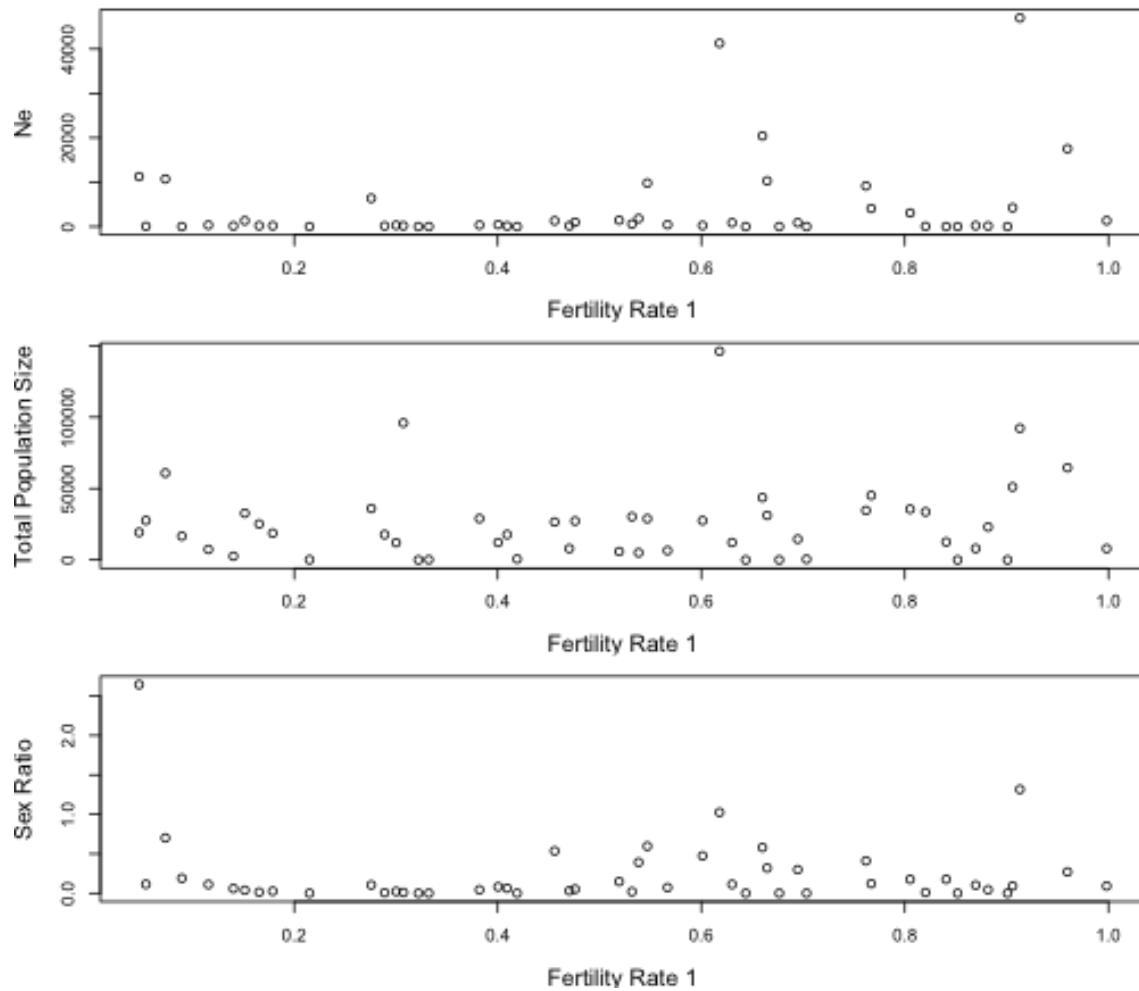 Ne
40000
20000
0
0.2 0.4 0.6 0.8 1.0
Fertility Rate 1
Total Population Size
100000
50000
0
0.2 0.4 0.6 0.8 1.0
Fertility Rate 1
Sex Ratio
2.0
1.0
0.0
0.2 0.4 0.6 0.8 1.0
Fertility Rate 1